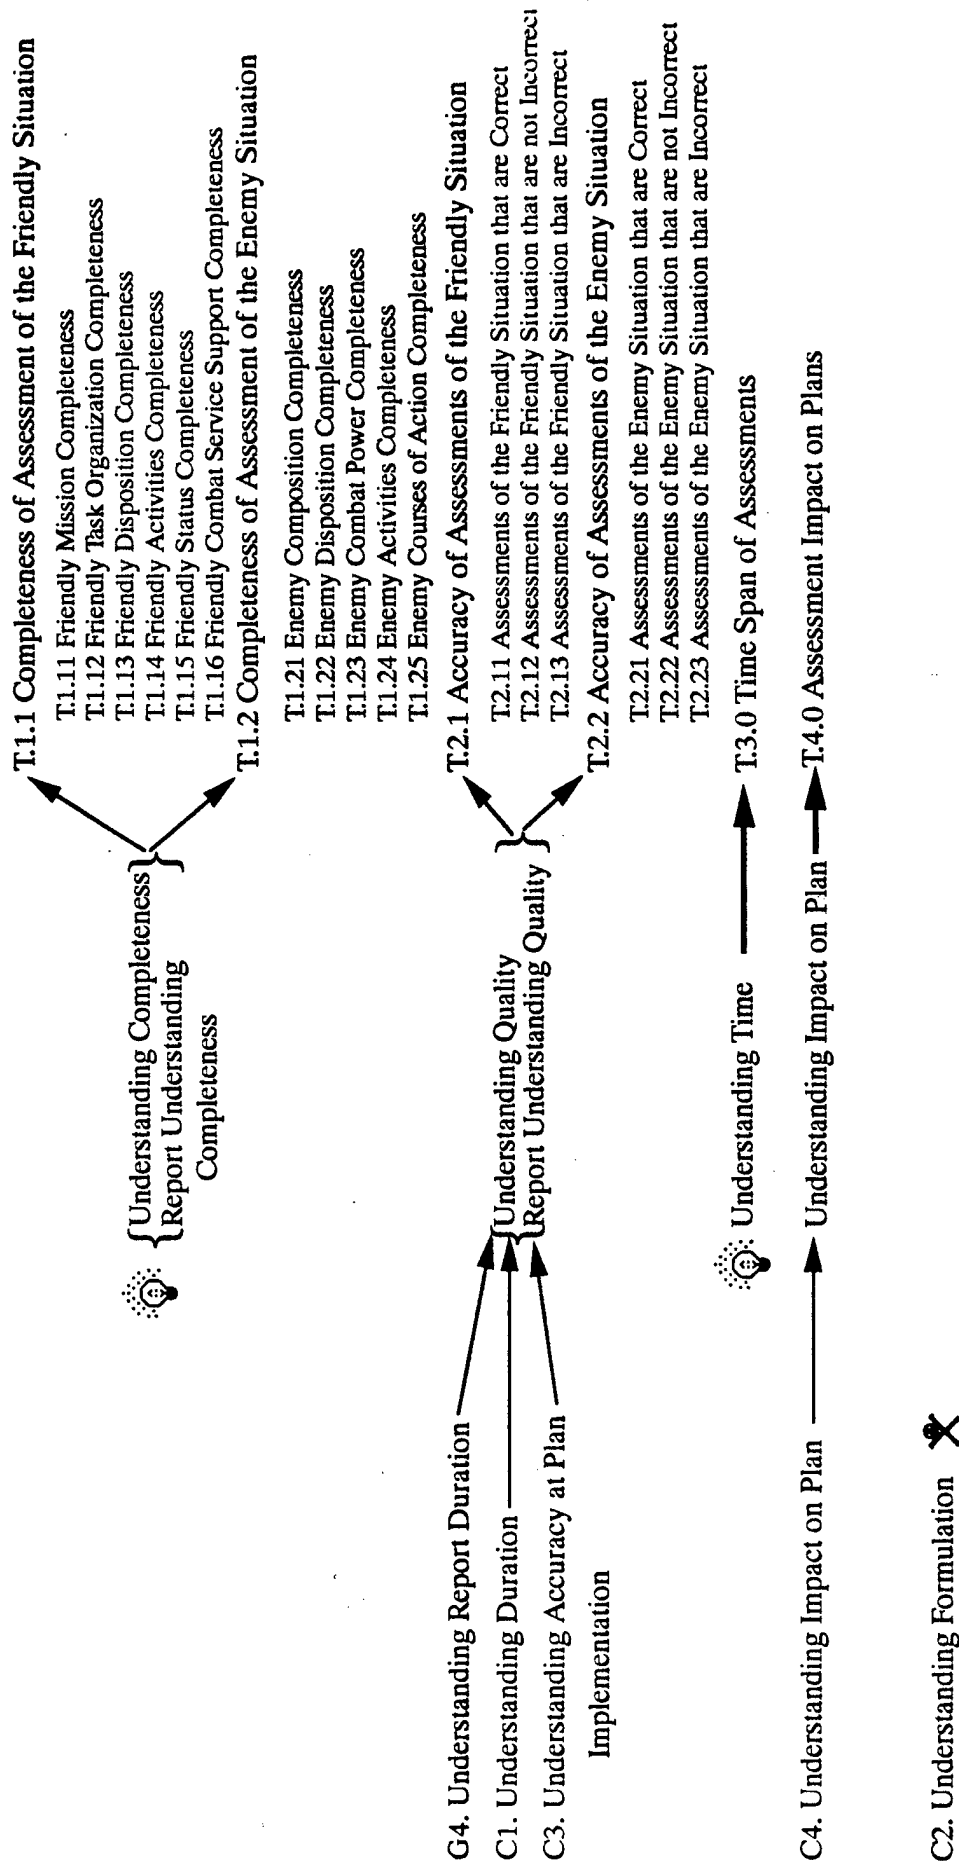 T.1.1 Completeness of Assessment of the Friendly Situation
T.1.11 Friendly Mission Completeness
T.1.12 Friendly Task Organization Completeness
T.1.13 Friendly Disposition Completeness
T.1.14 Friendly Activities Completeness
T.1.15 Friendly Status Completeness
T.1.16 Friendly Combat Service Support Completeness
T.1.2 Completeness of Assessment of the Enemy Situation
T.1.21 Enemy Composition Completeness
T.1.22 Enemy Disposition Completeness
T.1.23 Enemy Combat Power Completeness
T.1.24 Enemy Activities Completeness
T.1.25 Enemy Courses of Action Completeness
{Understanding Completeness}
{Report Understanding
Completeness
G4. Understanding Report Duration
C1. Understanding Duration
C3. Understanding Accuracy at Plan
Implementation
{Understanding Quality
Report Understanding Quality}
T.2.1 Accuracy of Assessments of the Friendly Situation
T.2.11 Assessments of the Friendly Situation that are Correct
T.2.12 Assessments of the Friendly Situation that are not Incorrect
T.2.13 Assessments of the Friendly Situation that are Incorrect
T.2.2 Accuracy of Assessments of the Enemy Situation
T.2.21 Assessments of the Enemy Situation that are Correct
T.2.22 Assessments of the Enemy Situation that are not Incorrect
T.2.23 Assessments of the Enemy Situation that are Incorrect
Understanding Time
T.3.0 Time Span of Assessments
C4. Understanding Impact on Plan
Understanding Impact on Plan
T.4.0 Assessment Impact on Plans
C2. Understanding Formulation